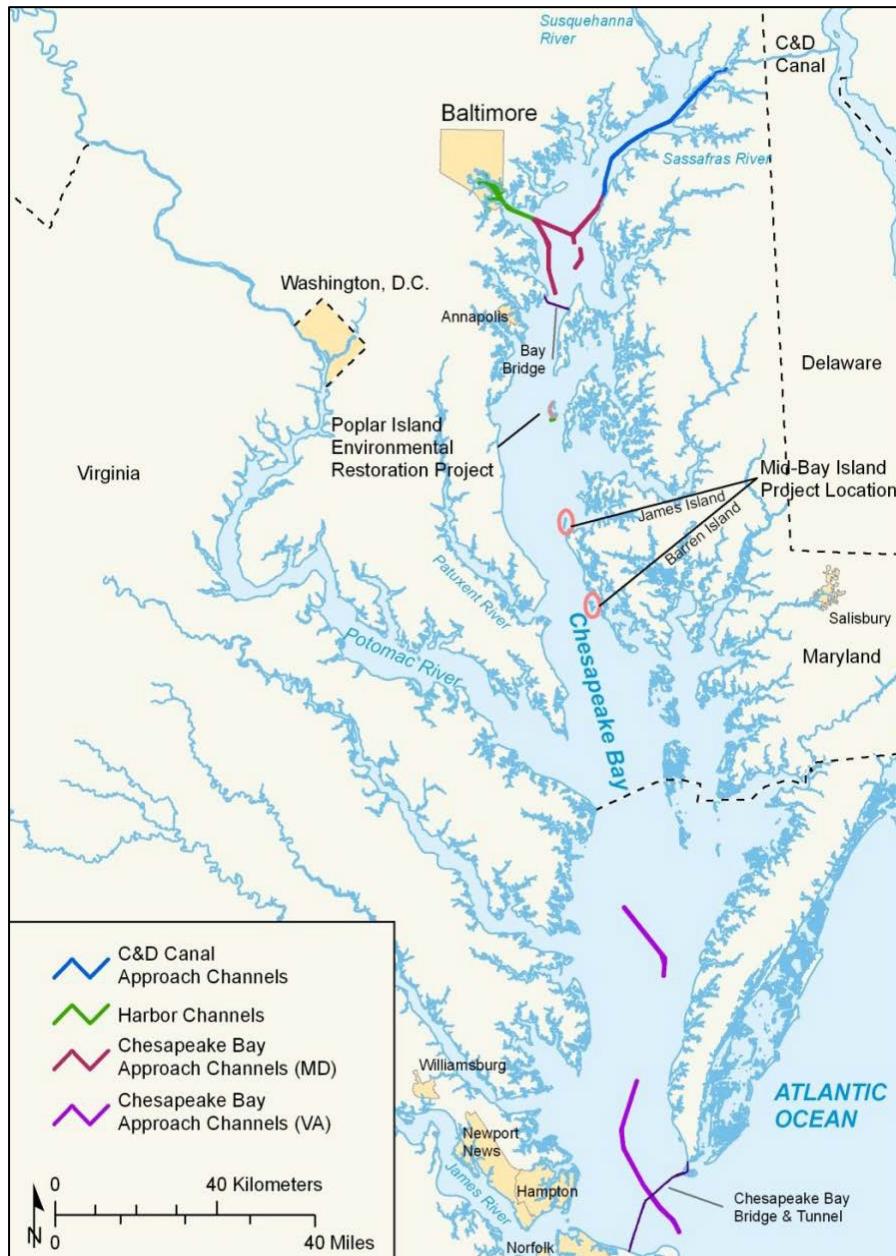 Susquehanna
River
C&D
Canal
Baltimore
Sassafras River
Washington, D.C.
Annapolis
Bay
Bridge
Delaware
Poplar Island
Environmental
Restoration Project
Virginia
Mid-Bay Island
Project Location
James Island
Barren Island
Patuxent River
Salisbury
Chesapeake Bay
Maryland
Potomac River
C&D Canal
Approach Channels
Harbor Channels
Chesapeake Bay
Approach Channels (MD)
Chesapeake Bay
Approach Channels (VA)
0 40 Kilometers
N
0 40 Miles
Williamsburg
Newport
News
James River
Hampton
Norfolk
ATLANTIC
OCEAN
Chesapeake Bay
Bridge & Tunnel